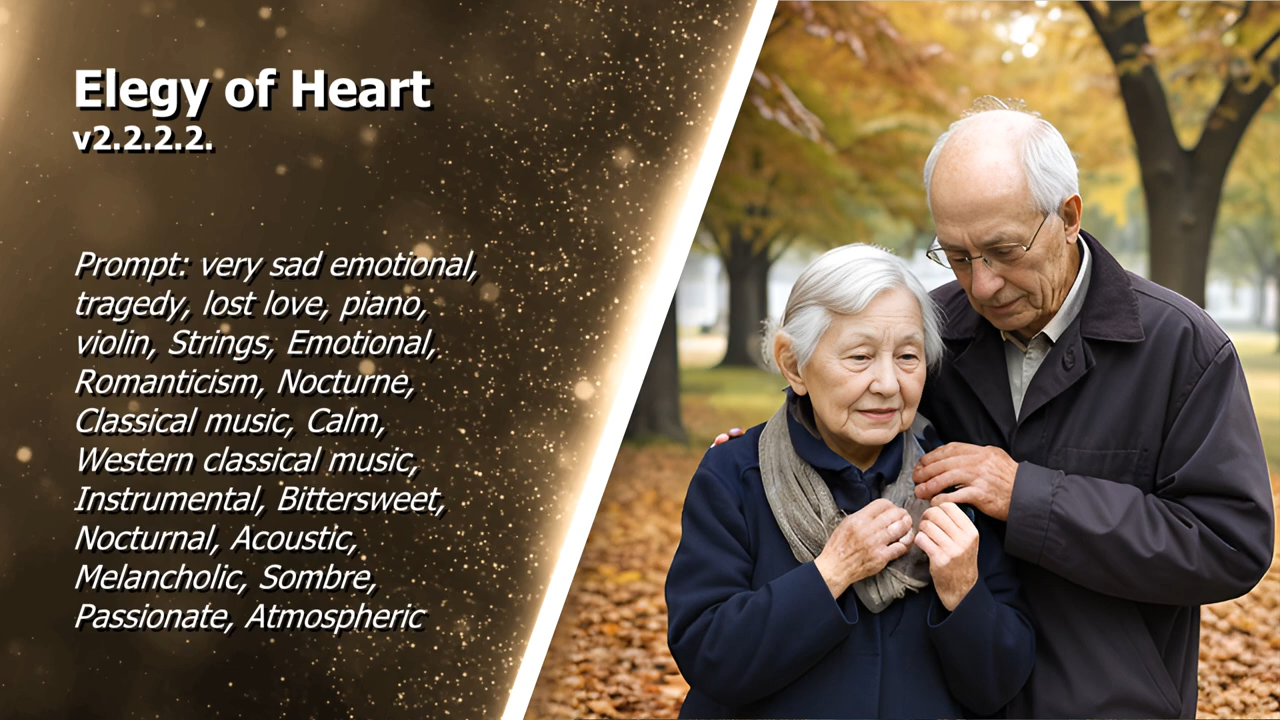 Elegy of Heart
v2.2.2.2.
Prompt: very sad emotional,
tragedy, lost love, piano,
violin, Strings, Emotional,
Romanticism, Nocturne,
Classical music, Calm,
Western classical music,
Instrumental, Bittersweet,
Nocturnal, Acoustic,
Melancholic, Sombre,
Passionate, Atmospheric